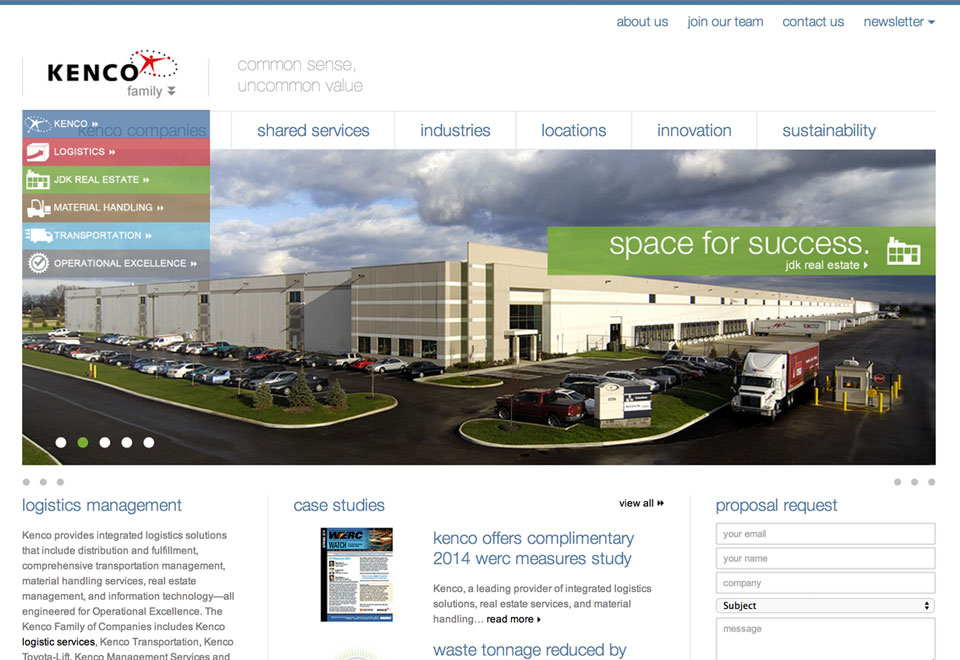 about us join our team contact us newsletter
KENCO
family
common sense,
uncommon value
kenco companies shared services industries locations innovation sustainability
KENCO
LOGISTICS
JDK REAL ESTATE
MATERIAL HANDLING
TRANSPORTATION
OPERATIONAL EXCELLENCE
space for success.
jdk real estate
logistics management
Kenco provides integrated logistics solutions
that include distribution and fulfillment,
comprehensive transportation management,
material handling services, real estate
management, and information technology—all
engineered for Operational Excellence. The
Kenco Family of Companies includes Kenco
logistic services, Kenco Transportation, Kenco
Toyota-Lift, Kenco Management Services and
case studies
view all
WERC
WATCH
kenco offers complimentary
2014 werc measures study
Kenco, a leading provider of integrated logistics
solutions, real estate services, and material
handling… read more
waste tonnage reduced by
proposal request
your email
your name
company
Subject
message